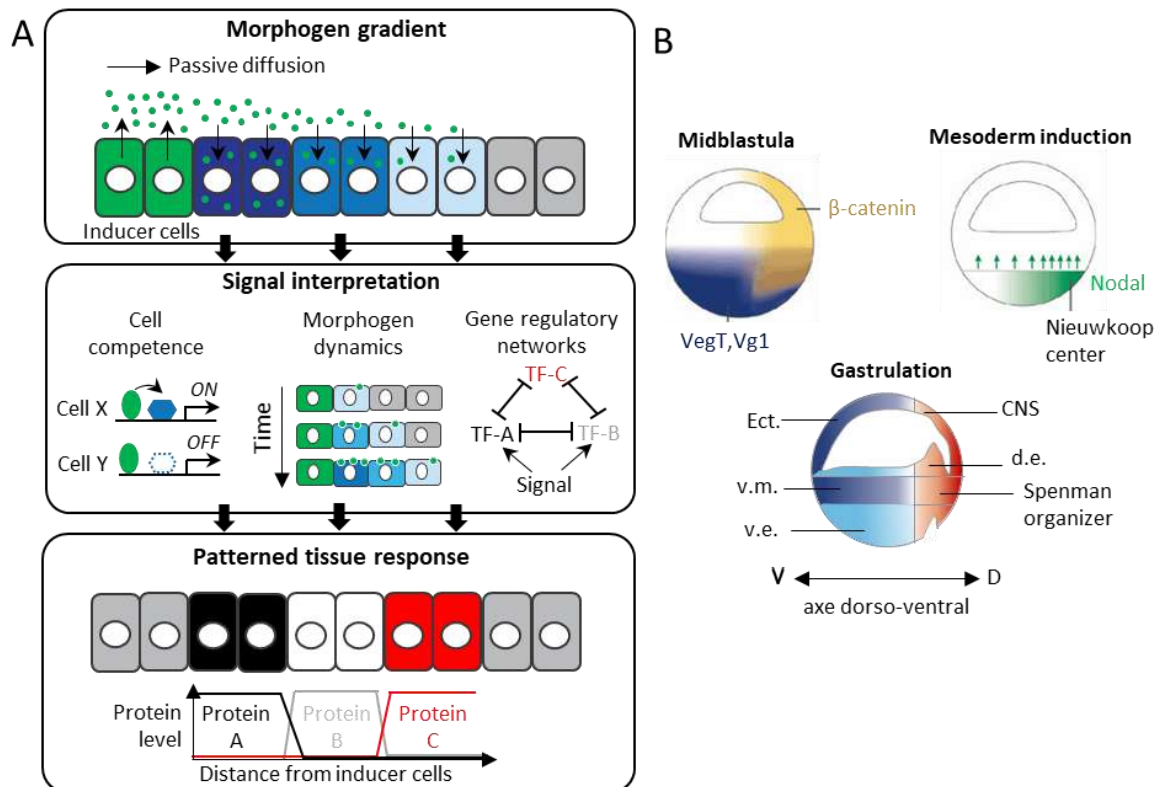 A
Morphogen gradient
Passive diffusion
Inducer cells
Signal interpretation
Cell
competence
Cell X
ON
Cell Y
OFF
Morphogen
dynamics
Time
Gene regulatory
networks
TF-C
TF-A
TF-B
Signal
Patterned tissue response
Protein
level
Protein
A
Protein
B
Protein
C
Distance from inducer cells
B
Midblastula
β-catenin
VegT,Vg1
Mesoderm induction
Nodal
Nieuwkoop
center
Gastrulation
Ect.
CNS
d.e.
v.m.
Spenman
organizer
v.e.
V
D
axe dorso-ventral